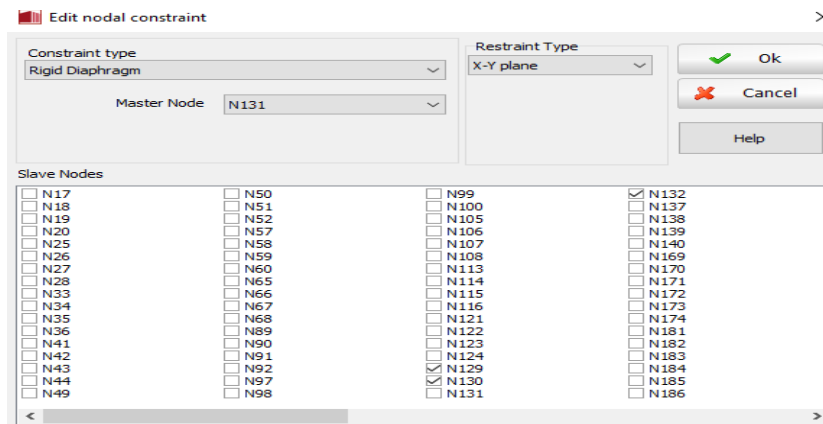 Edit nodal constraint
Constraint type
Rigid Diaphragm
Master Node N131
Restraint Type
X-Y plane
Ok
Cancel
Help
Slave Nodes
N17 N50 N99 N132
N18 N51 N100 N137
N19 N52 N105 N138
N20 N57 N106 N139
N25 N58 N107 N140
N26 N59 N108 N169
N27 N60 N113 N170
N28 N65 N114 N171
N33 N66 N115 N172
N34 N67 N116 N173
N35 N68 N121 N174
N36 N89 N122 N181
N41 N90 N123 N182
N42 N91 N124 N183
N43 N92 N129 N184
N44 N97 N130 N185
N49 N98 N131 N186